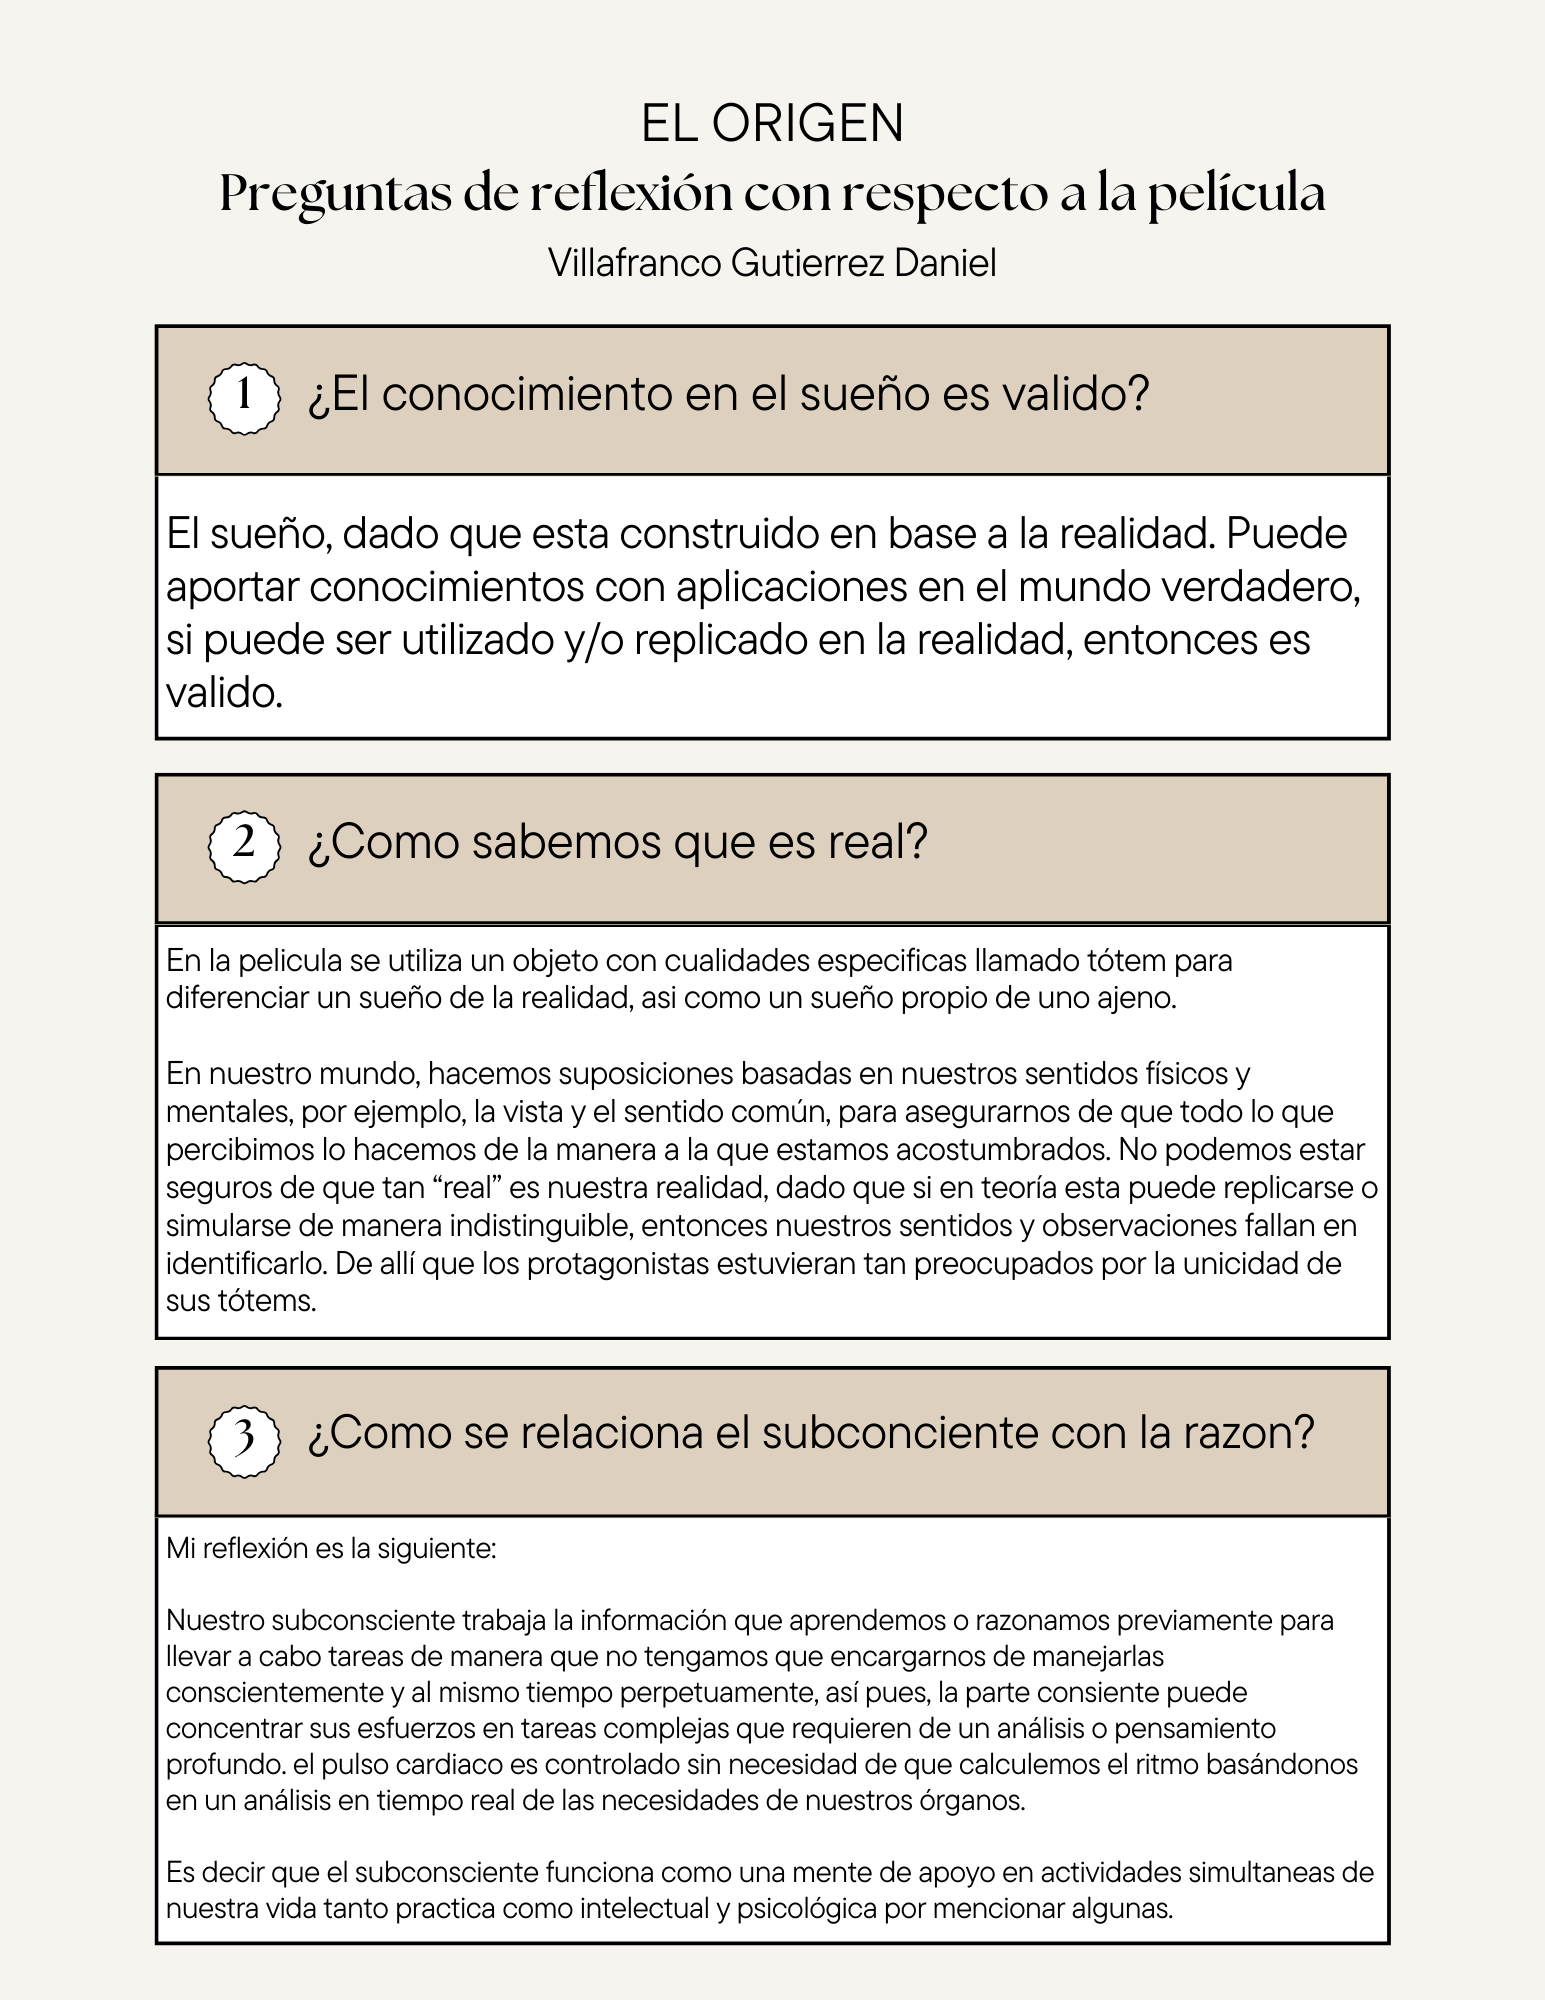 EL ORIGEN
Preguntas de reflexión con respecto a la película
Villafranco Gutierrez Daniel
1 ¿El conocimiento en el sueño es valido?
El sueño, dado que esta construido en base a la realidad. Puede
aportar conocimientos con aplicaciones en el mundo verdadero,
si puede ser utilizado y/o replicado en la realidad, entonces es
valido.
2 ¿Como sabemos que es real?
En la pelicula se utiliza un objeto con cualidades especificas llamado tótem para
diferenciar un sueño de la realidad, asi como un sueño propio de uno ajeno.
En nuestro mundo, hacemos suposiciones basadas en nuestros sentidos físicos y
mentales, por ejemplo, la vista y el sentido común, para asegurarnos de que todo lo que
percibimos lo hacemos de la manera a la que estamos acostumbrados. No podemos estar
seguros de que tan “real” es nuestra realidad, dado que si en teoría esta puede replicarse o
simularse de manera indistinguible, entonces nuestros sentidos y observaciones fallan en
identificarlo. De allí que los protagonistas estuvieran tan preocupados por la unicidad de
sus tótems.
3 ¿Como se relaciona el subconciente con la razon?
Mi reflexión es la siguiente:
Nuestro subconsciente trabaja la información que aprendemos o razonamos previamente para
llevar a cabo tareas de manera que no tengamos que encargarnos de manejarlas
conscientemente y al mismo tiempo perpetuamente, así pues, la parte consiente puede
concentrar sus esfuerzos en tareas complejas que requieren de un análisis o pensamiento
profundo. el pulso cardiaco es controlado sin necesidad de que calculemos el ritmo basándonos
en un análisis en tiempo real de las necesidades de nuestros órganos.
Es decir que el subconsciente funciona como una mente de apoyo en actividades simultaneas de
nuestra vida tanto practica como intelectual y psicológica por mencionar algunas.